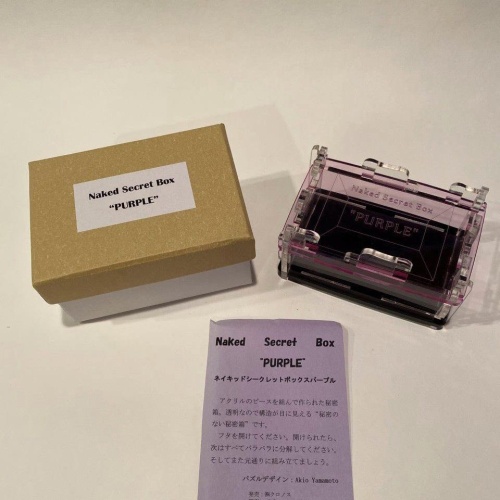 Naked Secret Box
"PURPLE"
Naked Secret Box
"PURPLE"
Naked Secret Box
"PURPLE"
ネイキッドシークレットボックスパープル
アクリルのピースを組んで作られた秘密
箱。透明なので構造が目に見える"秘密の
ない秘密箱"です。
フタを開けてください。開けられたら、
次はすべてバラバラに分解してください。
そしてまた元通りに組み立てましょう。
パズルデザイン：Akio Yamamoto
発売：㈱クロノス